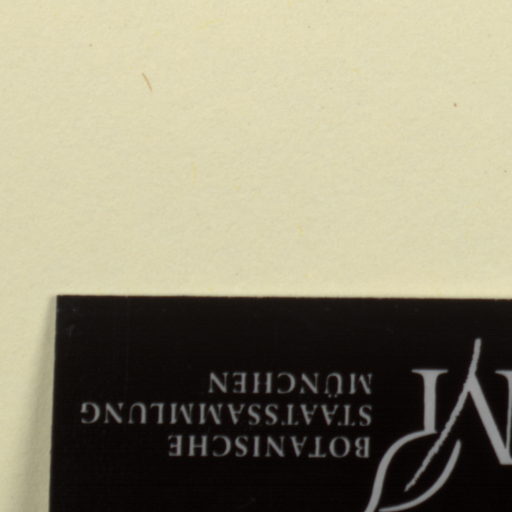 BOTANISCHE
STAATSSAMMLUNG
MÜNCHEN
M